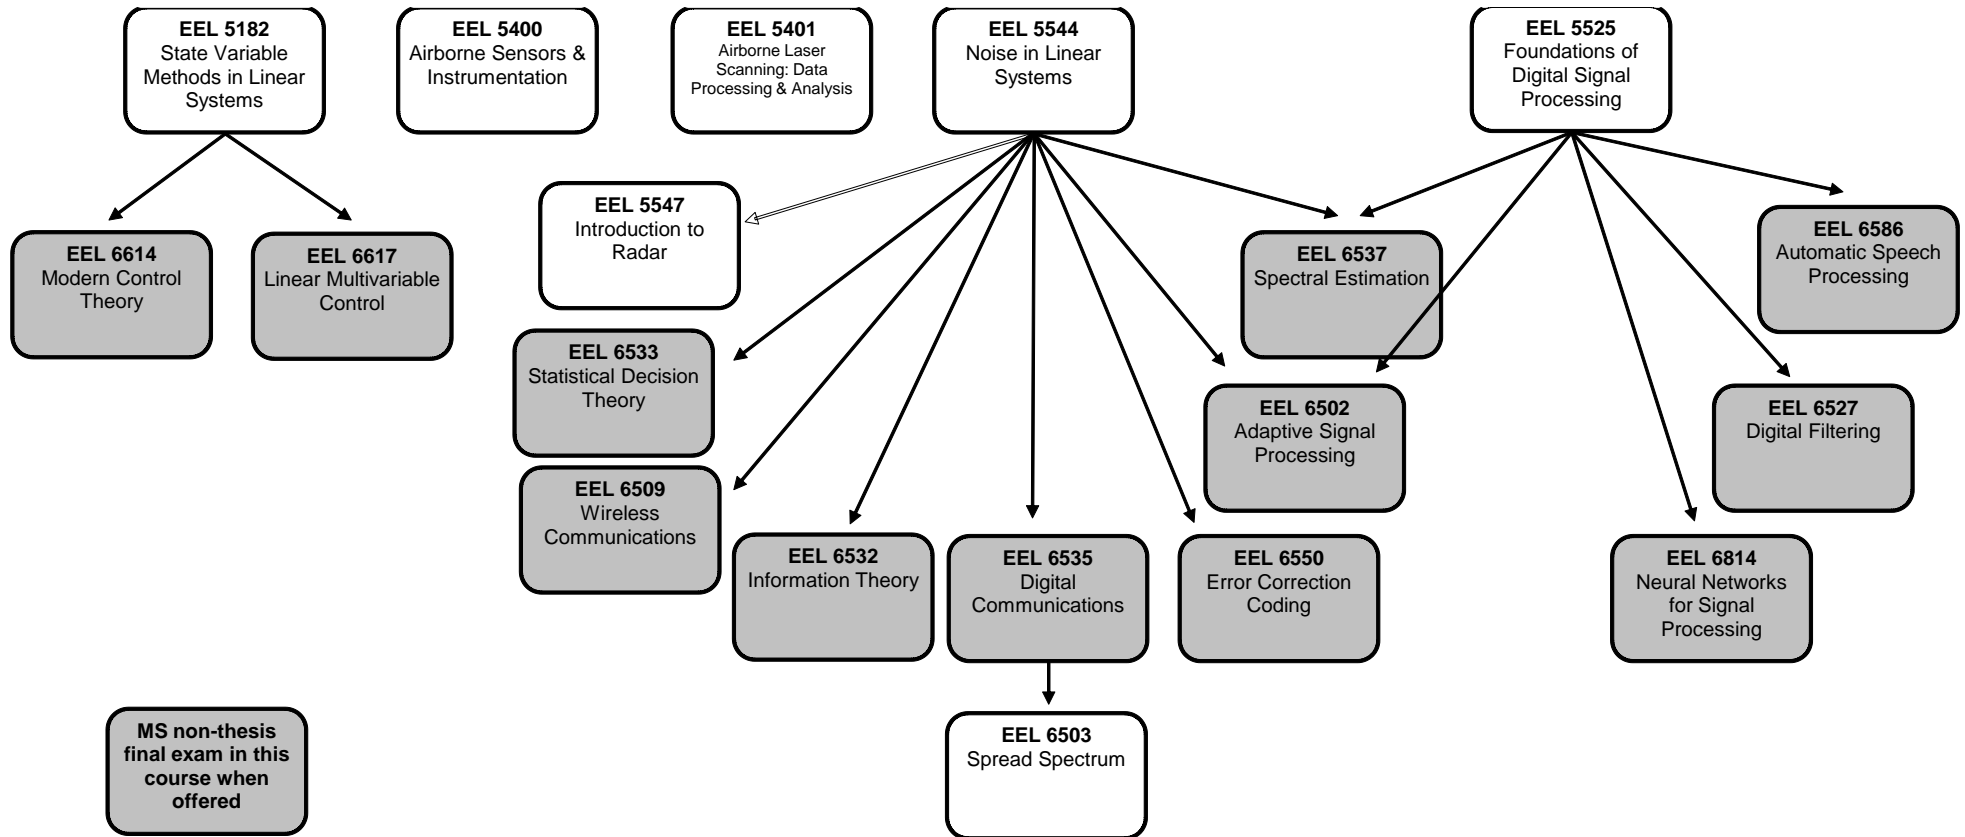 EEL 5182
State Variable
Methods in Linear
Systems
EEL 5400
Airborne Sensors &
Instrumentation
EEL 5401
Airborne Laser
Scanning: Data
Processing & Analysis
EEL 5544
Noise in Linear
Systems
EEL 5525
Foundations of
Digital Signal
Processing
EEL 5547
Introduction to
Radar
EEL 6614
Modern Control
Theory
EEL 6617
Linear Multivariable
Control
EEL 6537
Spectral Estimation
EEL 6586
Automatic Speech
Processing
EEL 6533
Statistical Decision
Theory
EEL 6502
Adaptive Signal
Processing
EEL 6527
Digital Filtering
EEL 6509
Wireless
Communications
EEL 6532
Information Theory
EEL 6535
Digital
Communications
EEL 6550
Error Correction
Coding
EEL 6814
Neural Networks
for Signal
Processing
MS non-thesis
final exam in this
course when
offered
EEL 6503
Spread Spectrum